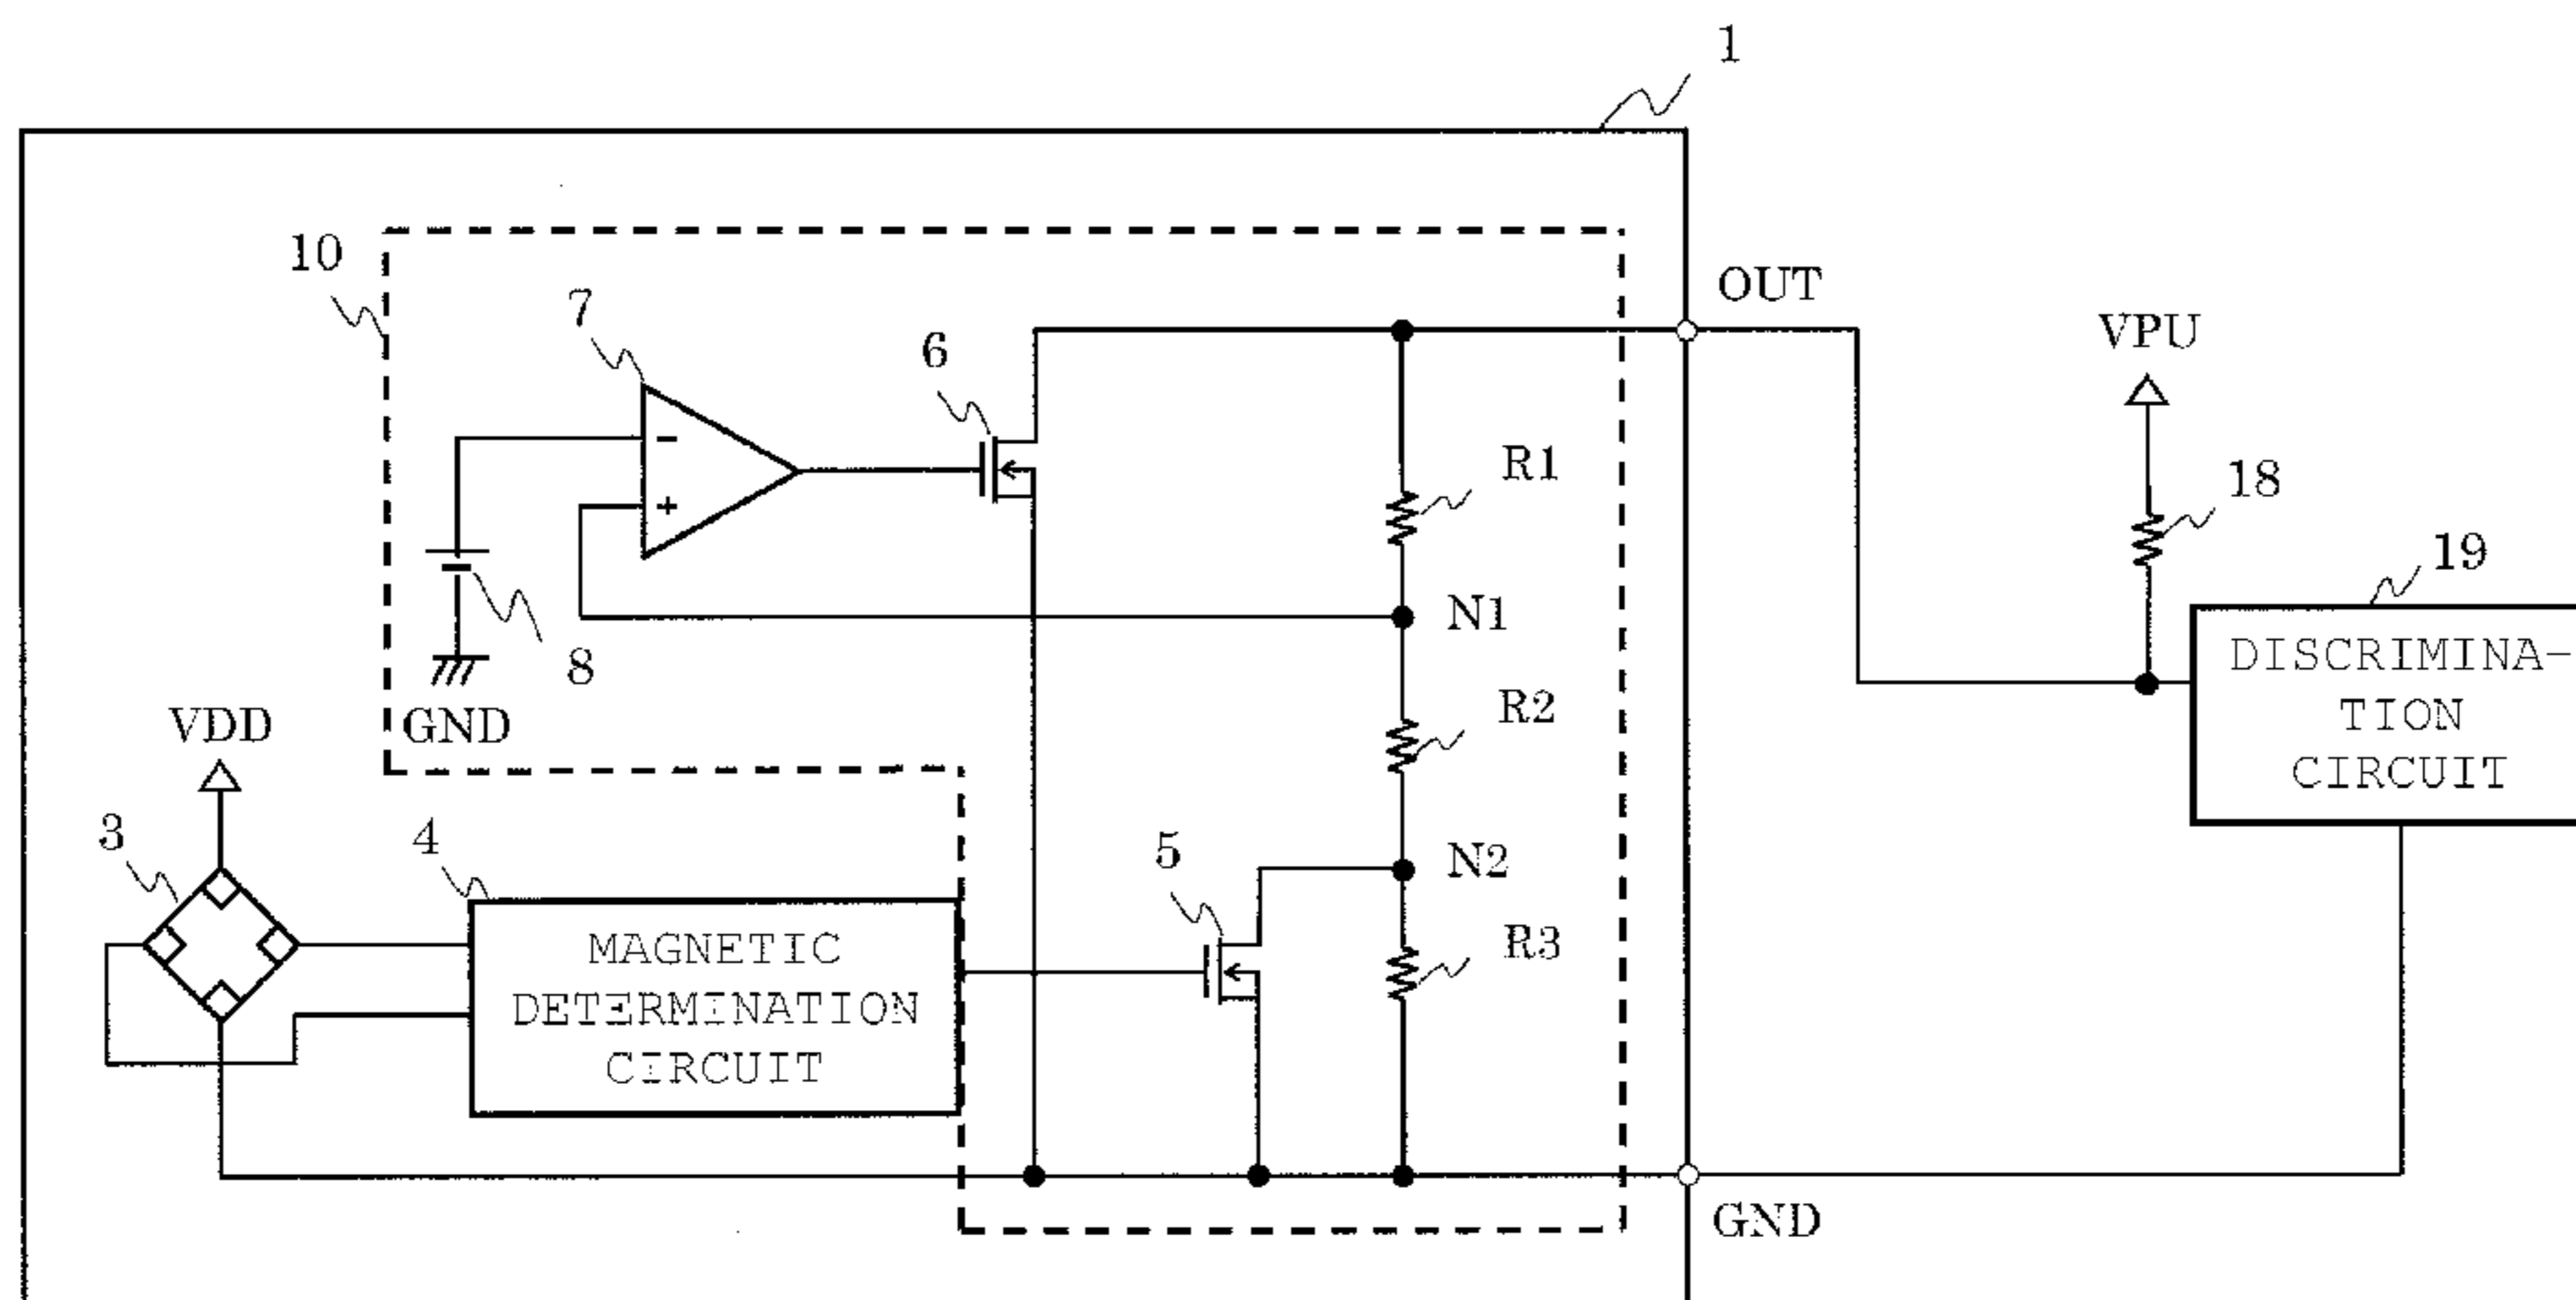 1
10
7
6
OUT
VPU
R1
18
19
DISCRIMINA-
TION
CIRCUIT
-
+
8
GND
N1
R2
VDD
3
4
MAGNETIC
DETERMINATION
CIRCUIT
5
N2
R3
GND